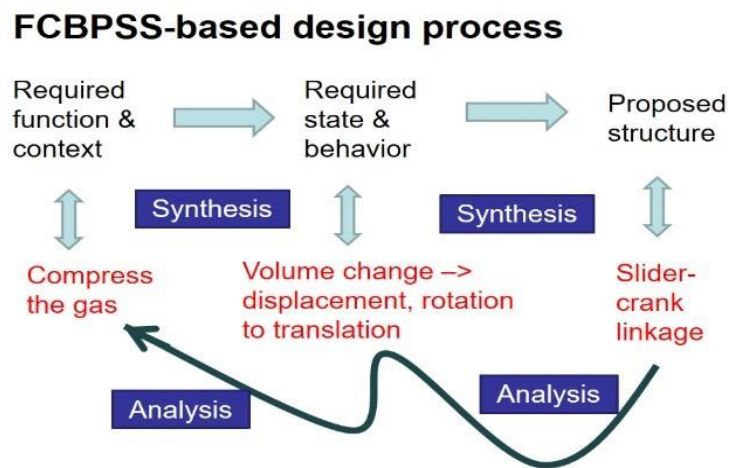 FCBPSS-based design process
Required
function &
context
Required
state &
behavior
Proposed
structure
Synthesis
Synthesis
Compress
the gas
Volume change –>
displacement, rotation
to translation
Slider-
crank
linkage
Analysis
Analysis